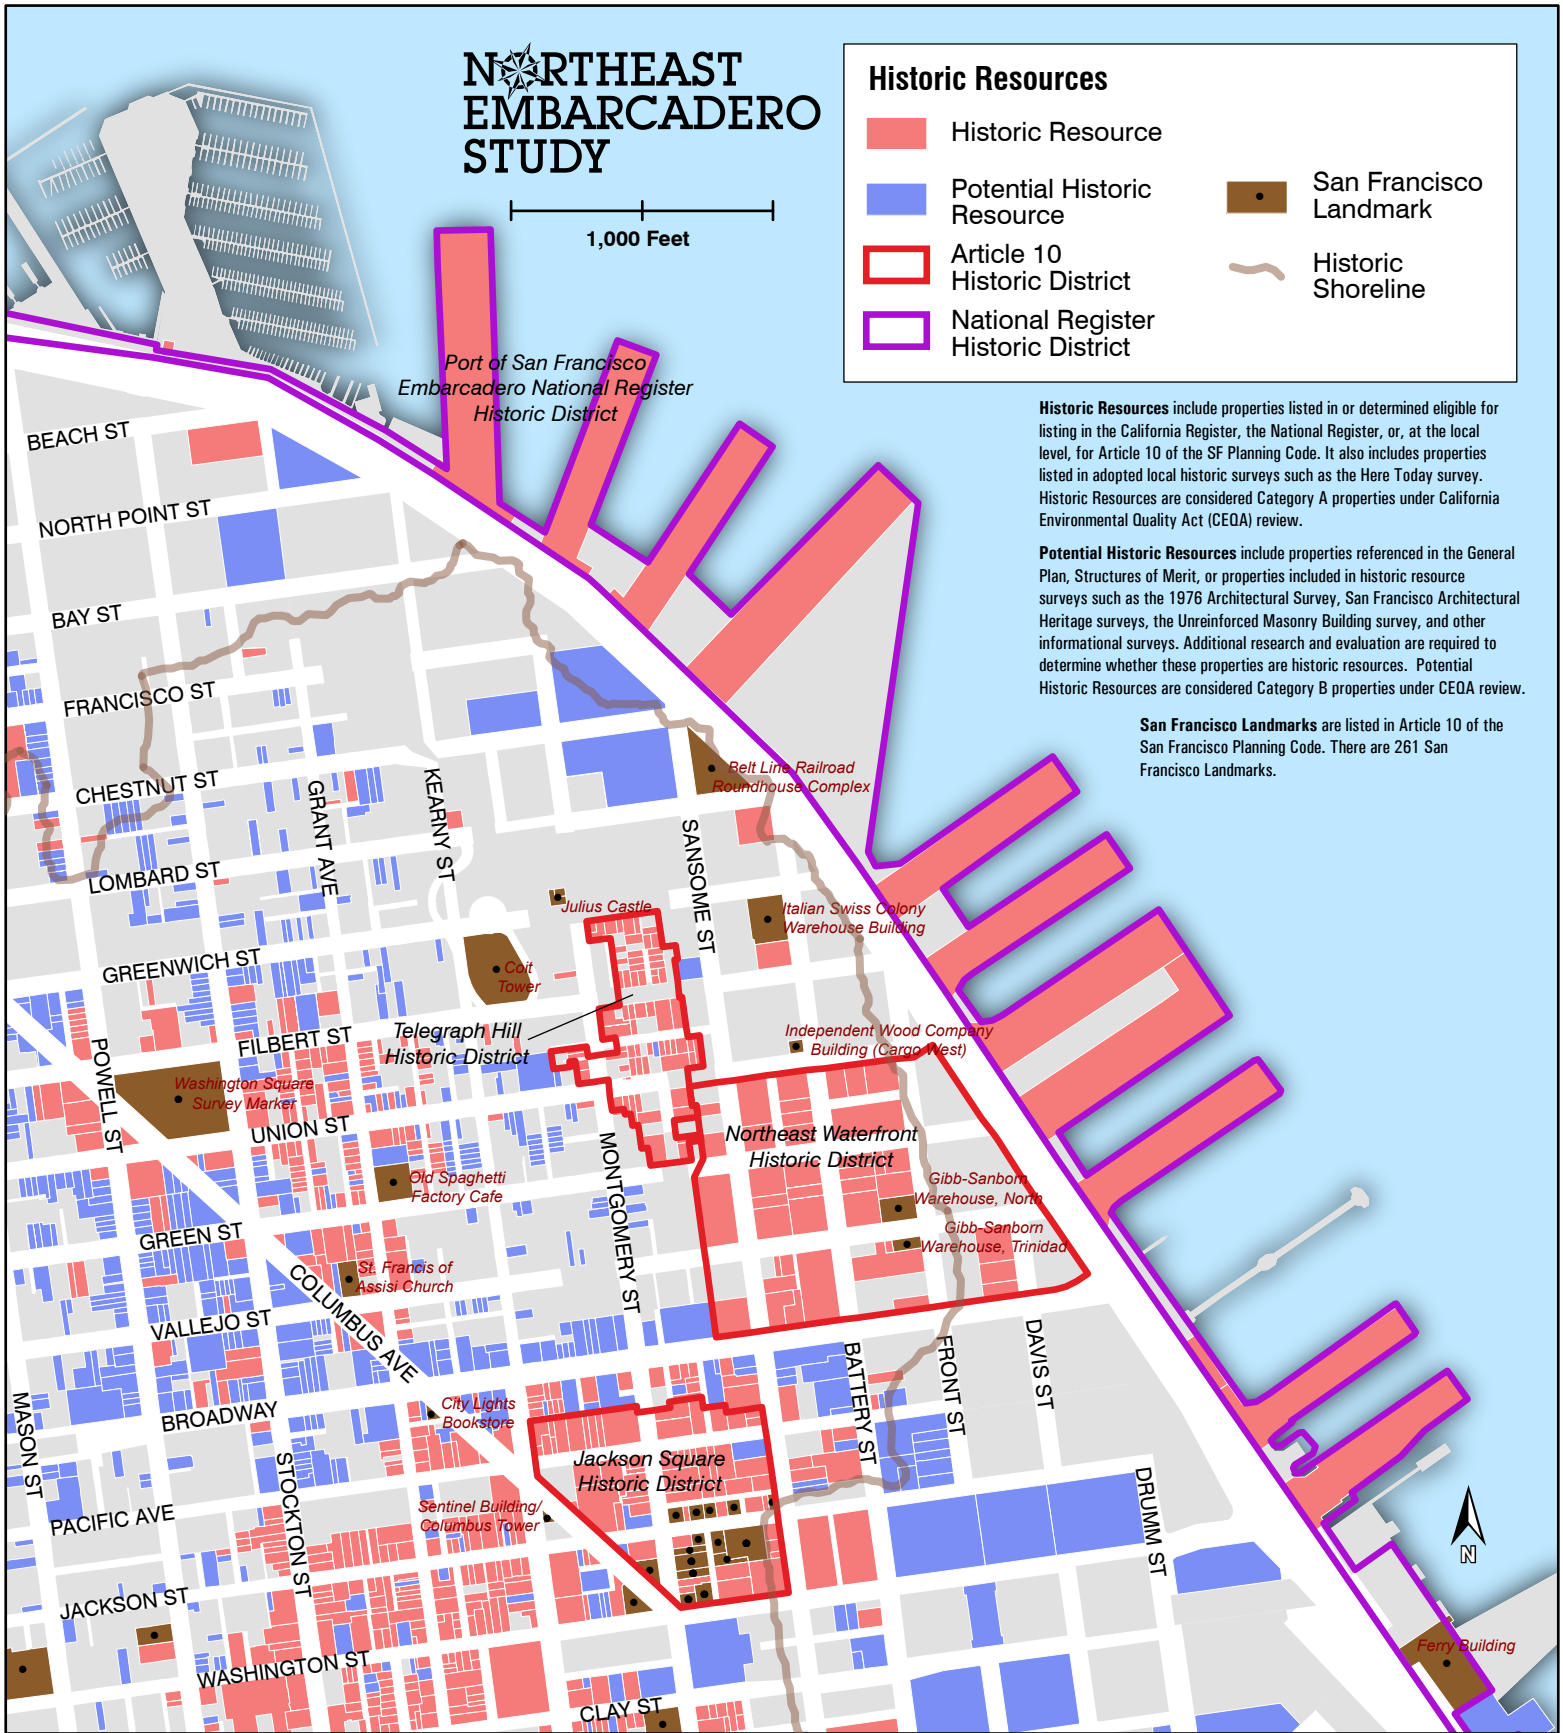 NORTHEAST
EMBARCADERO
STUDY
1,000 Feet
Historic Resources
Historic Resource
Potential Historic
Resource
Article 10
Historic District
National Register
Historic District
San Francisco
Landmark
Historic
Shoreline
Historic Resources include properties listed in or determined eligible for
listing in the California Register, the National Register, or, at the local
level, for Article 10 of the SF Planning Code. It also includes properties
listed in adopted local historic surveys such as the Here Today survey.
Historic Resources are considered Category A properties under California
Environmental Quality Act (CEQA) review.
Potential Historic Resources include properties referenced in the General
Plan, Structures of Merit, or properties included in historic resource
surveys such as the 1976 Architectural Survey, San Francisco Architectural
Heritage surveys, the Unreinforced Masonry Building survey, and other
informational surveys. Additional research and evaluation are required to
determine whether these properties are historic resources. Potential
Historic Resources are considered Category B properties under CEQA review.
San Francisco Landmarks are listed in Article 10 of the
San Francisco Planning Code. There are 261 San
Francisco Landmarks.
Port of San Francisco
Embarcadero National Register
Historic District
BEACH ST
NORTH POINT ST
BAY ST
FRANCISCO ST
CHESTNUT ST
LOMBARD ST
GREENWICH ST
FILBERT ST
UNION ST
GREEN ST
VALLEJO ST
BROADWAY
PACIFIC AVE
JACKSON ST
WASHINGTON ST
CLAY ST
GRANT AVE
KEARNY ST
SANSOME ST
POWELL ST
MONTGOMERY ST
COLUMBUS AVE
MASON ST
STOCKTON ST
BATTERY ST
FRONT ST
DAVIS ST
DRUMM ST
Belt Line Railroad
Roundhouse Complex
Julius Castle
Italian Swiss Colony
Warehouse Building
Coit
Tower
Telegraph Hill
Historic District
Independent Wood Company
Building (Cargo West)
Washington Square
Survey Marker
Northeast Waterfront
Historic District
Old Spaghetti
Factory Cafe
Gibb-Sanborn
Warehouse, North
Gibb-Sanborn
Warehouse, Trinidad
St. Francis of
Assisi Church
City Lights
Bookstore
Jackson Square
Historic District
Sentinel Building/
Columbus Tower
Ferry Building
N